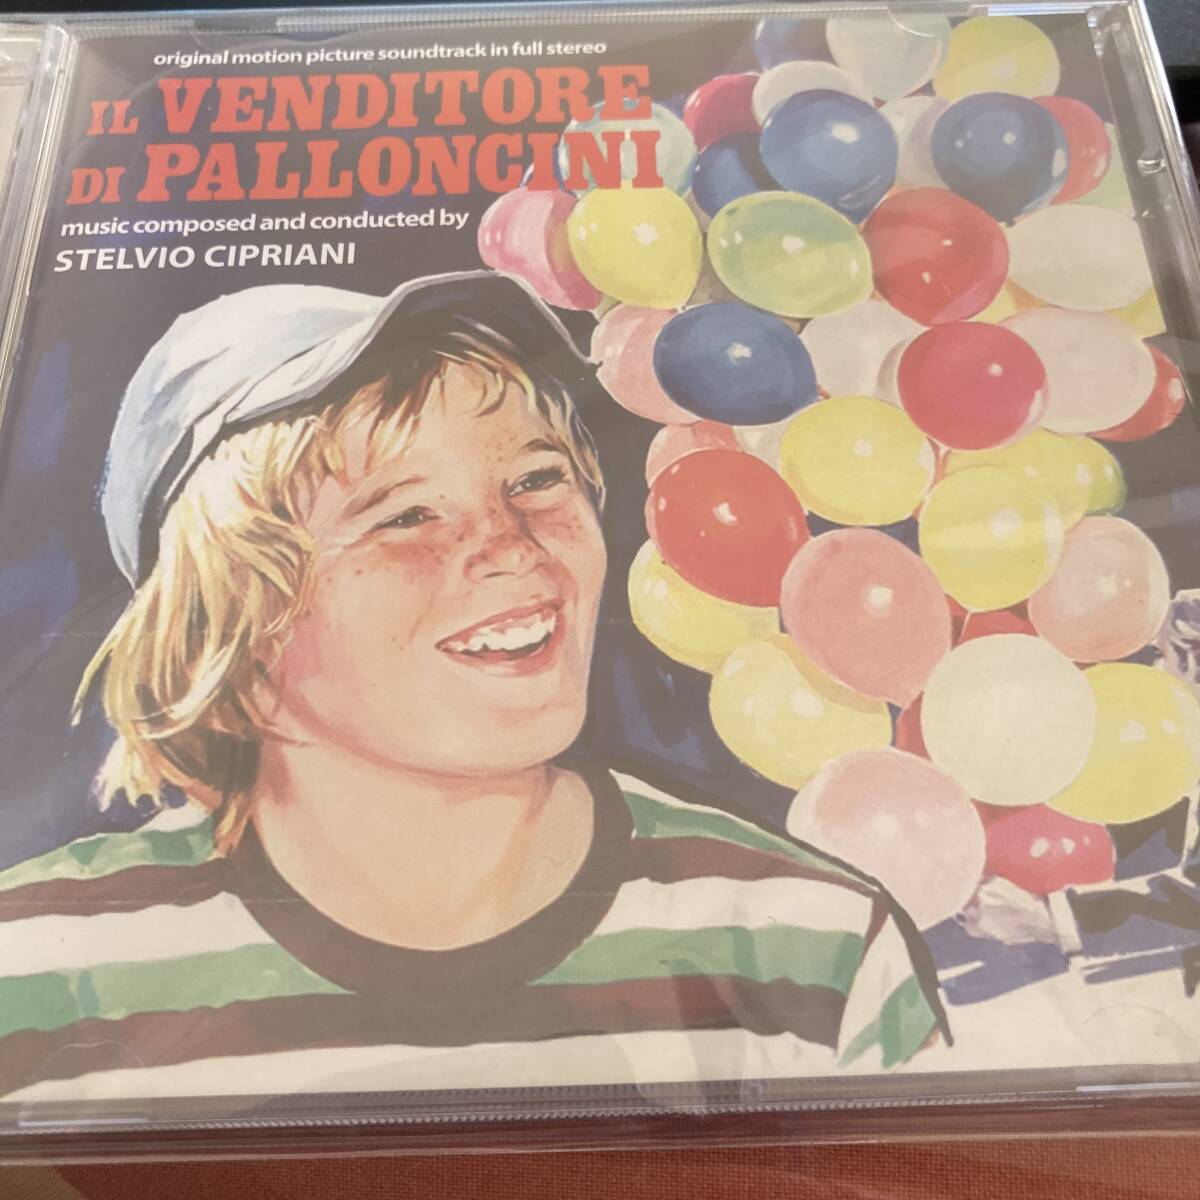 original motion picture soundtrack in full stereo
IL VENDITORE
DI PALLONCINI
music composed and conducted by
STELVIO CIPRIANI